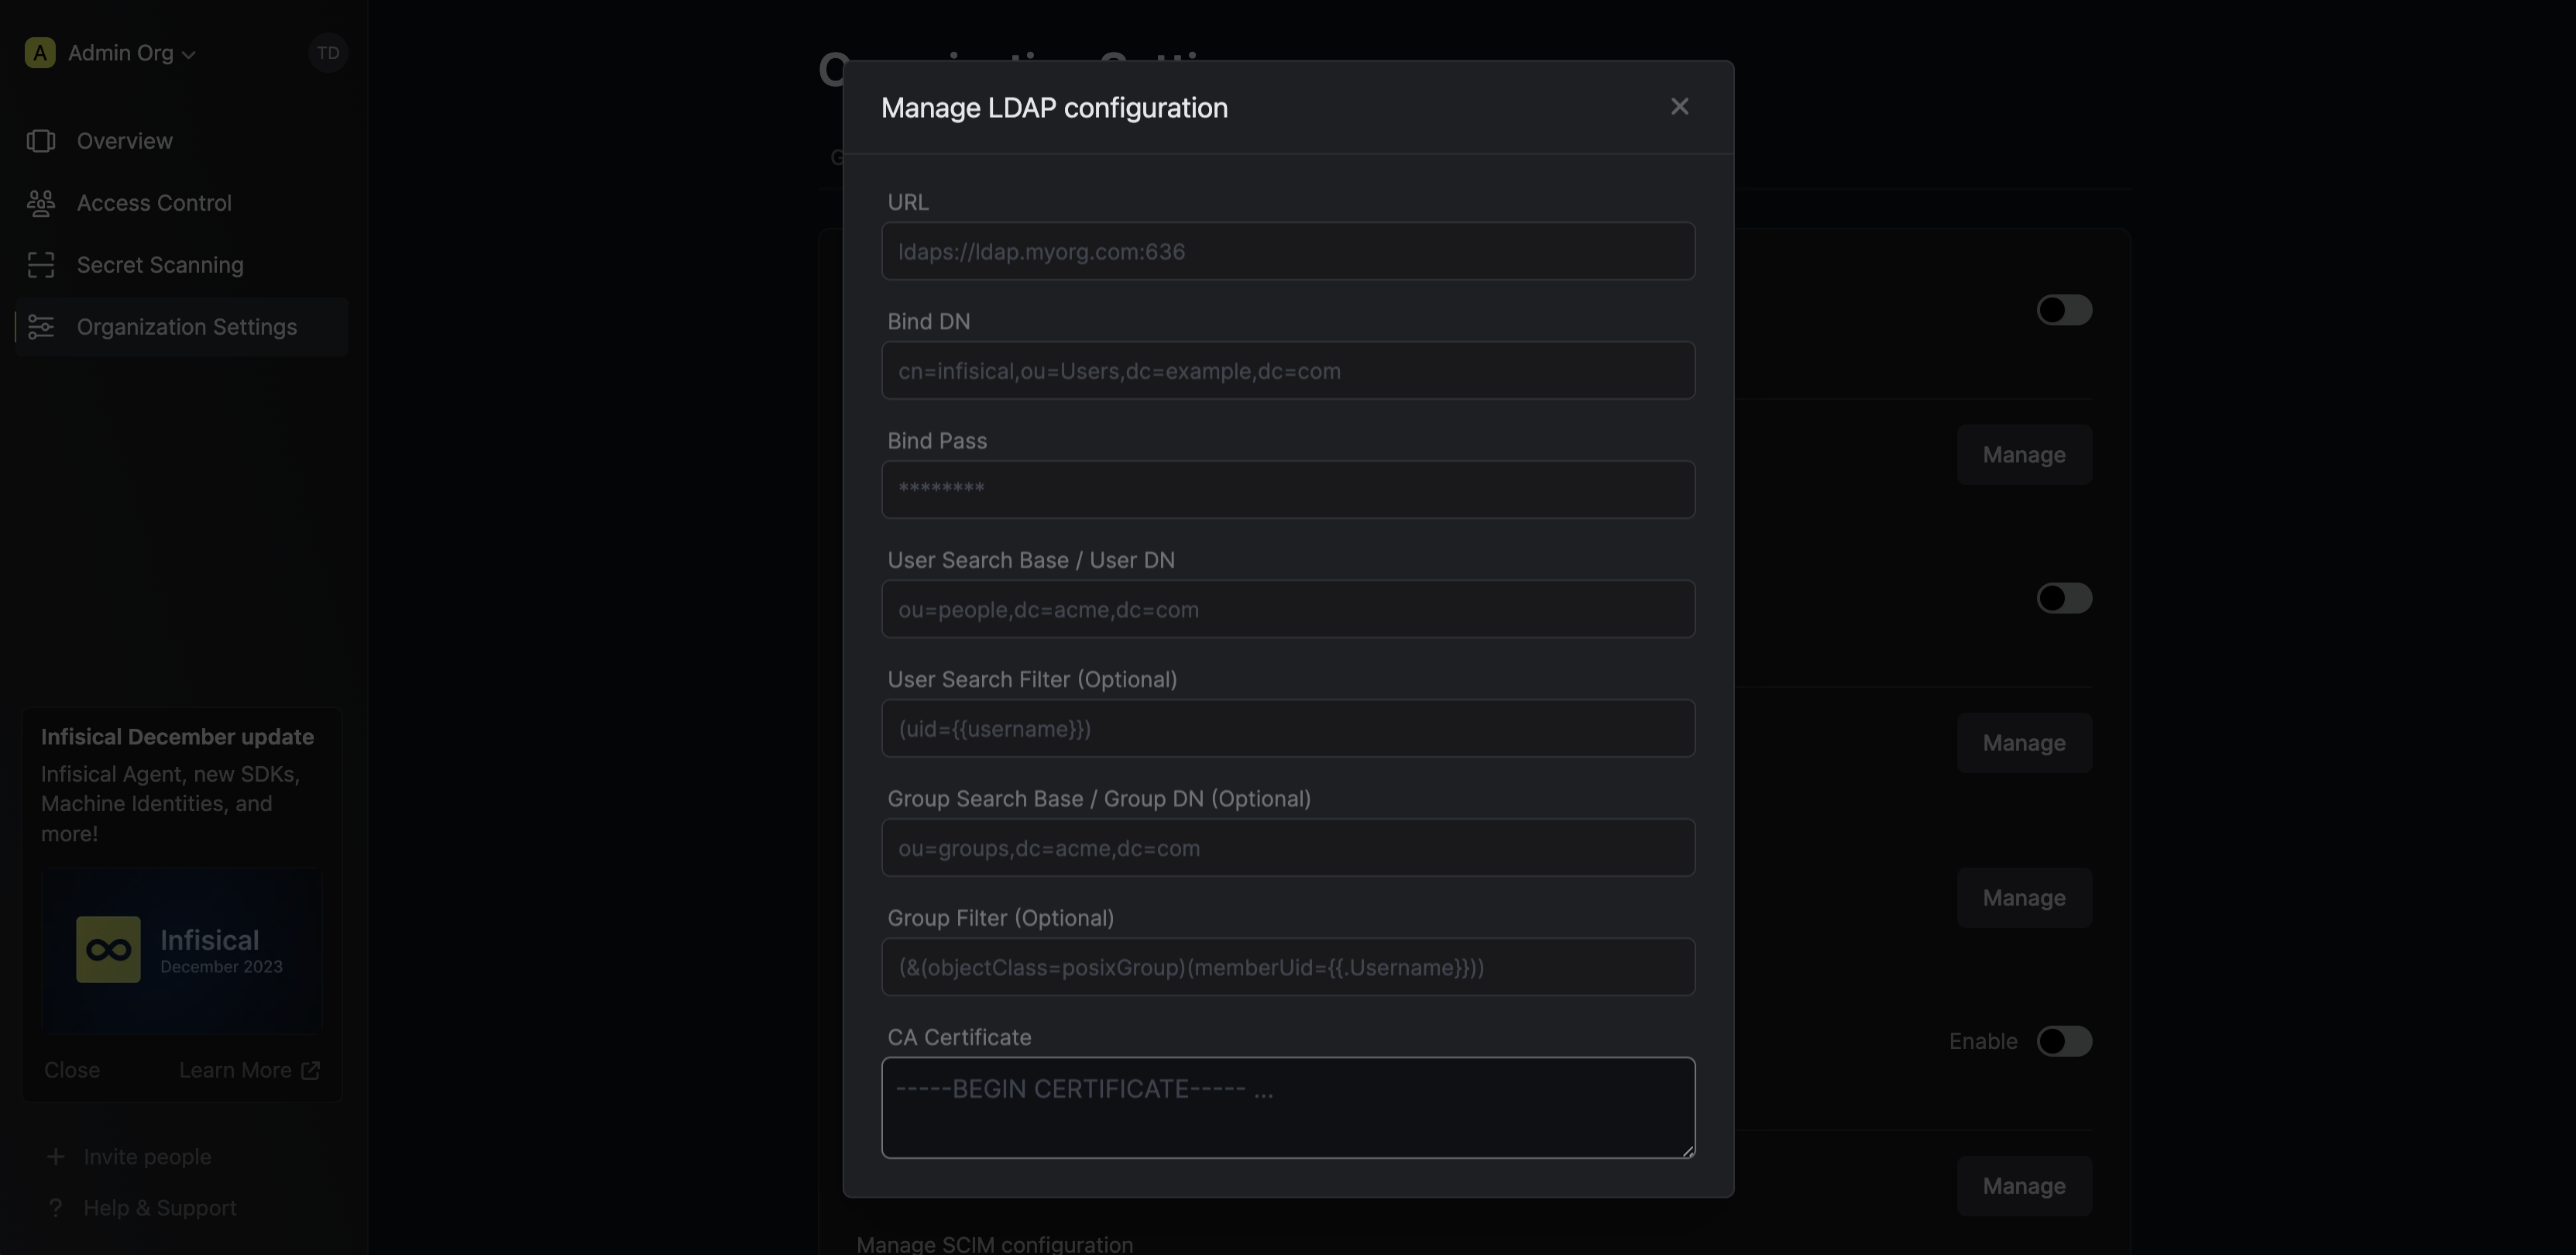 A
Admin Org
TD
Overview
Access Control
Secret Scanning
Organization Settings
Infisical December update
Infisical Agent, new SDKs,
Machine Identities, and
more!
Infisical
December 2023
Close
Learn More
Invite people
Help & Support
Manage LDAP configuration
URL
ldaps://ldap.myorg.com:636
Bind DN
cn=infisical,ou=Users,dc=example,dc=com
Bind Pass
********
User Search Base / User DN
ou=people,dc=acme,dc=com
User Search Filter (Optional)
(uid={{username}})
Group Search Base / Group DN (Optional)
ou=groups,dc=acme,dc=com
Group Filter (Optional)
(&(objectClass=posixGroup)(memberUid={{.Username}}))
CA Certificate
-----BEGIN CERTIFICATE----- ...
Manage
Manage
Manage
Enable
Manage
Manage SCIM configuration